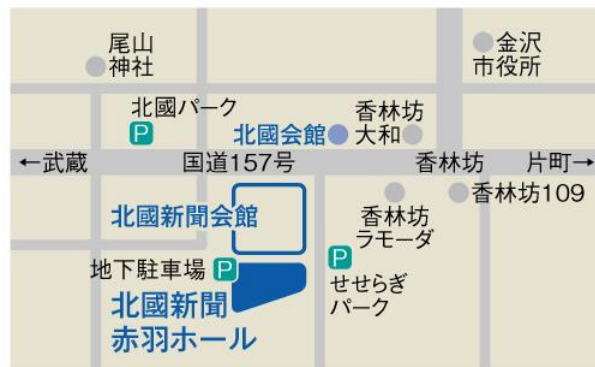 尾山
神社
金沢
市役所
北國パーク
P
北國会館
香林坊
大和
←武蔵
国道157号
香林坊
片町→
北國新聞会館
香林坊
ラモーダ
香林坊109
地下駐車場
P
P
せせらぎ
パーク
北國新聞
赤羽ホール